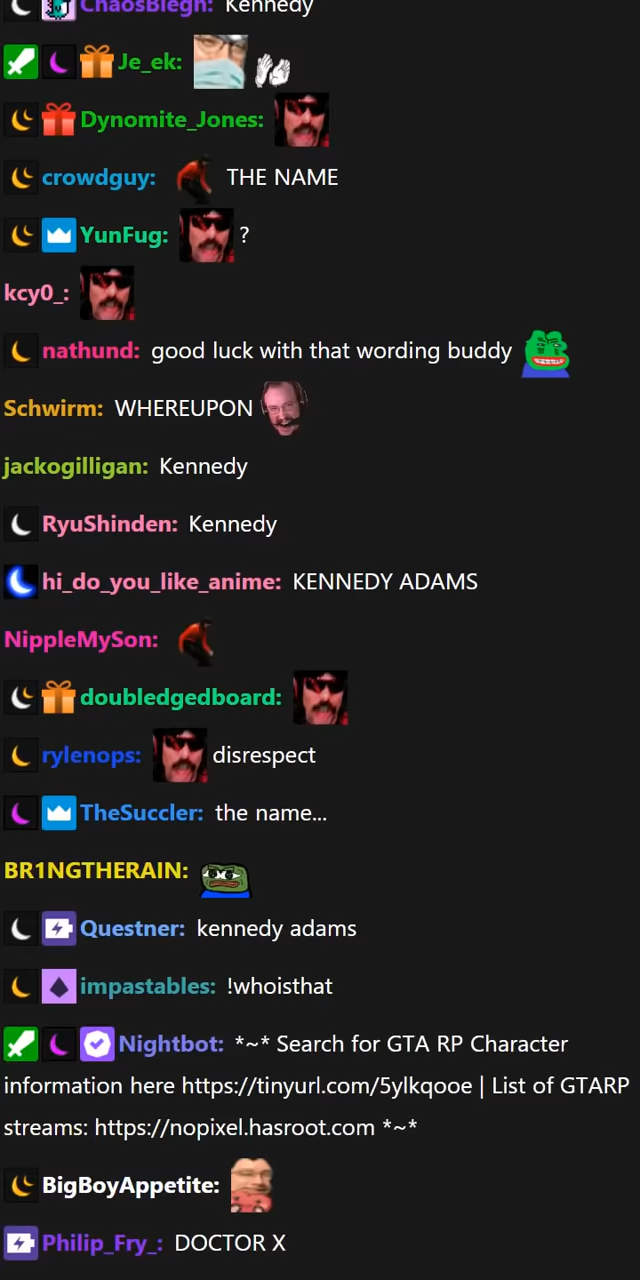 ChaosBlegh: Kennedy
Je_ek:
Dynomite_Jones:
crowdguy: THE NAME
YunFug: ?
kcy0_:
nathund: good luck with that wording buddy
Schwirm: WHEREUPON
jackogilligan: Kennedy
RyuShinden: Kennedy
hi_do_you_like_anime: KENNEDY ADAMS
NippleMySon:
doubledgedboard:
rylenops: disrespect
TheSuccler: the name...
BR1NGTHERAIN:
Questner: kennedy adams
impastables: !whoisthat
Nightbot: *~* Search for GTA RP Character
information here https://tinyurl.com/5ylkqooe | List of GTARP
streams: https://nopixel.hasroot.com *~*
BigBoyAppetite:
Philip_Fry_: DOCTOR X